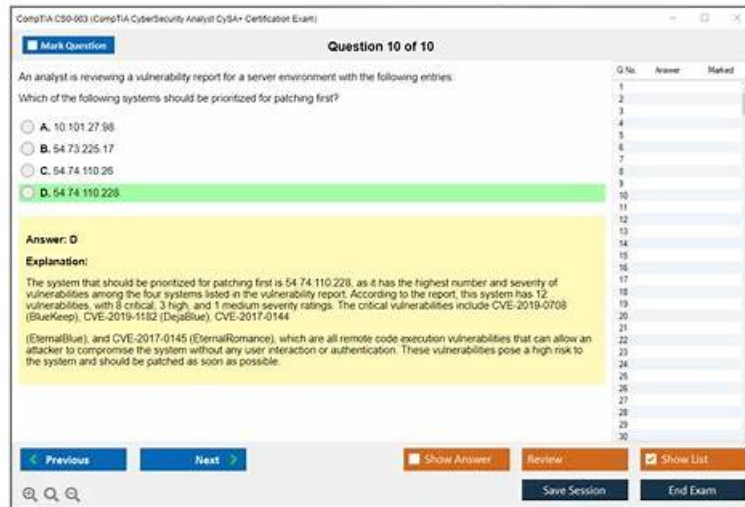 CompTIA CS0-003 (CompTIA CyberSecurity Analyst CySA+ Certification Exam)
Mark Question
Question 10 of 10
An analyst is reviewing a vulnerability report for a server environment with the following entries:
Which of the following systems should be prioritized for patching first?
A. 10.101.27.98
B. 54.73.225.17
C. 54.74.110.26
D. 54.74.110.228
Answer: D
Explanation:
The system that should be prioritized for patching first is 54.74.110.228, as it has the highest number and severity of
vulnerabilities among the four systems listed in the vulnerability report. According to the report, this system has 12
vulnerabilities, with 8 critical, 3 high, and 1 medium severity ratings. The critical vulnerabilities include CVE-2019-0708
(BlueKeep), CVE-2019-1182 (DejaBlue), CVE-2017-0144
(EternalBlue), and CVE-2017-0145 (EternalRomance), which are all remote code execution vulnerabilities that can allow an
attacker to compromise the system without any user interaction or authentication. These vulnerabilities pose a high risk to
the system and should be patched as soon as possible.
Q No. Answer Marked
1
2
3
4
5
6
7
8
9
10
11
12
13
14
15
16
17
18
19
20
21
22
23
24
25
26
27
28
29
30
Previous
Next
Show Answer
Review
Show List
Save Session
End Exam